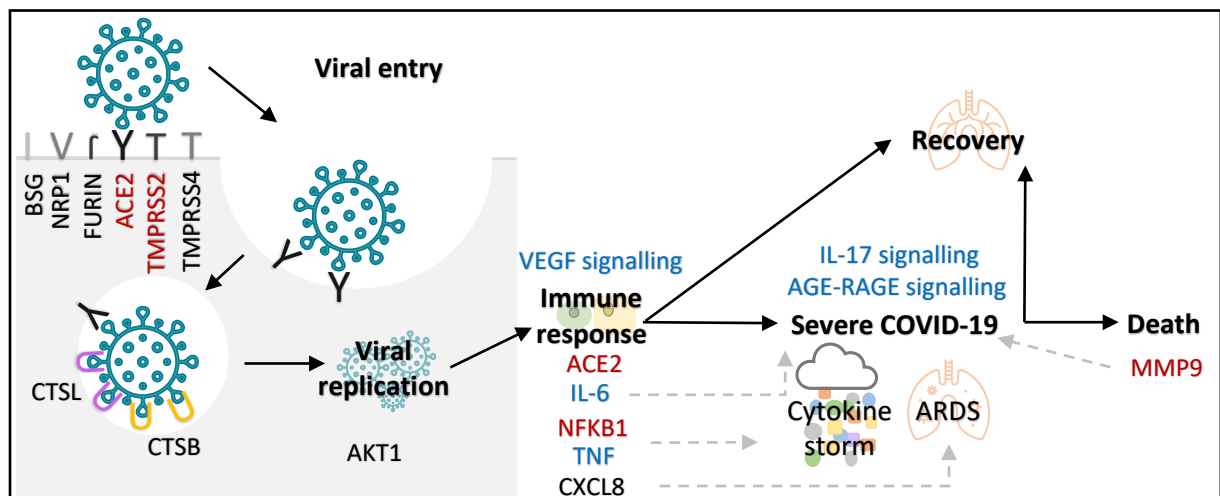 Viral entry
BSG
NRP1
FURIN
ACE2
TMPRSS2
TMPRSS4
CTSL
CTSB
Viral
replication
AKT1
VEGF signalling
Immune
response
ACE2
IL-6
NFKB1
TNF
CXCL8
Recovery
IL-17 signalling
AGE-RAGE signalling
Severe COVID-19
Cytokine
storm
ARDS
Death
MMP9